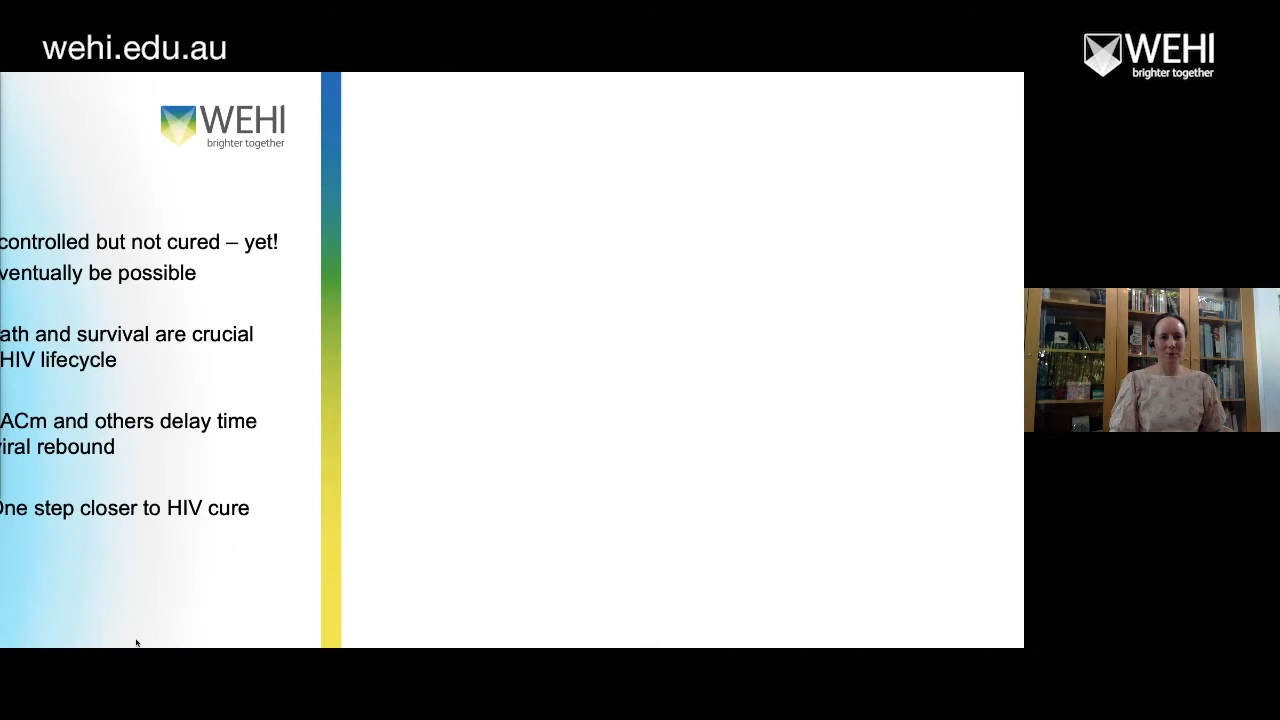 wehi.edu.au
WEHI
brighter together
WEHI
brighter together
controlled but not cured – yet!
ventually be possible
ath and survival are crucial
HIV lifecycle
ACm and others delay time
viral rebound
One step closer to HIV cure